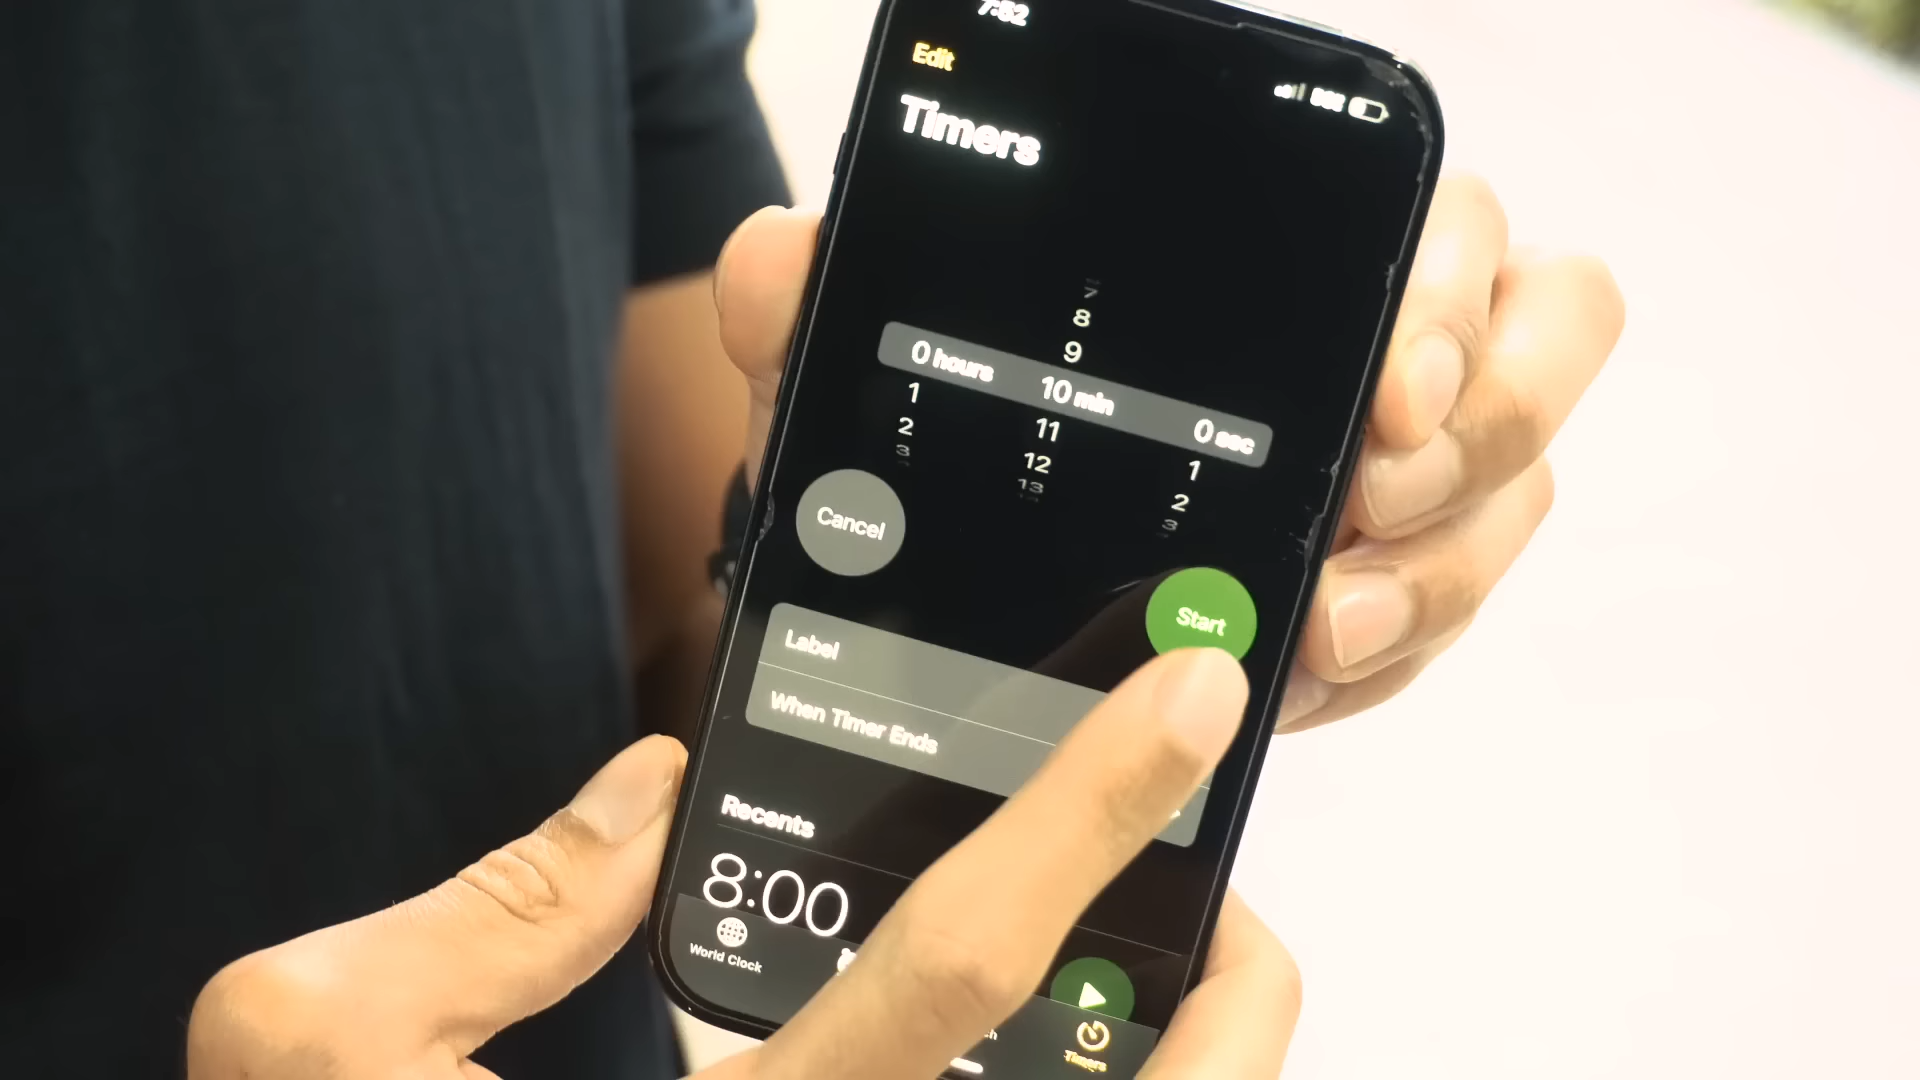 7:52
Edit
Timers
7
8
9
0 hours 10 min 0 sec
1 11 1
2 12 2
3 13 3
Cancel
Start
Label
When Timer Ends
Recents
8:00
World Clock
Timers